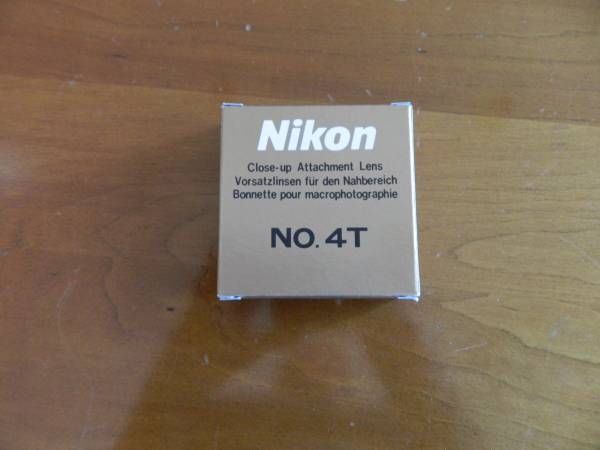 Nikon
Close-up Attachment Lens
Vorsatzlinsen für den Nahbereich
Bonnette pour macrophotographie
NO. 4T